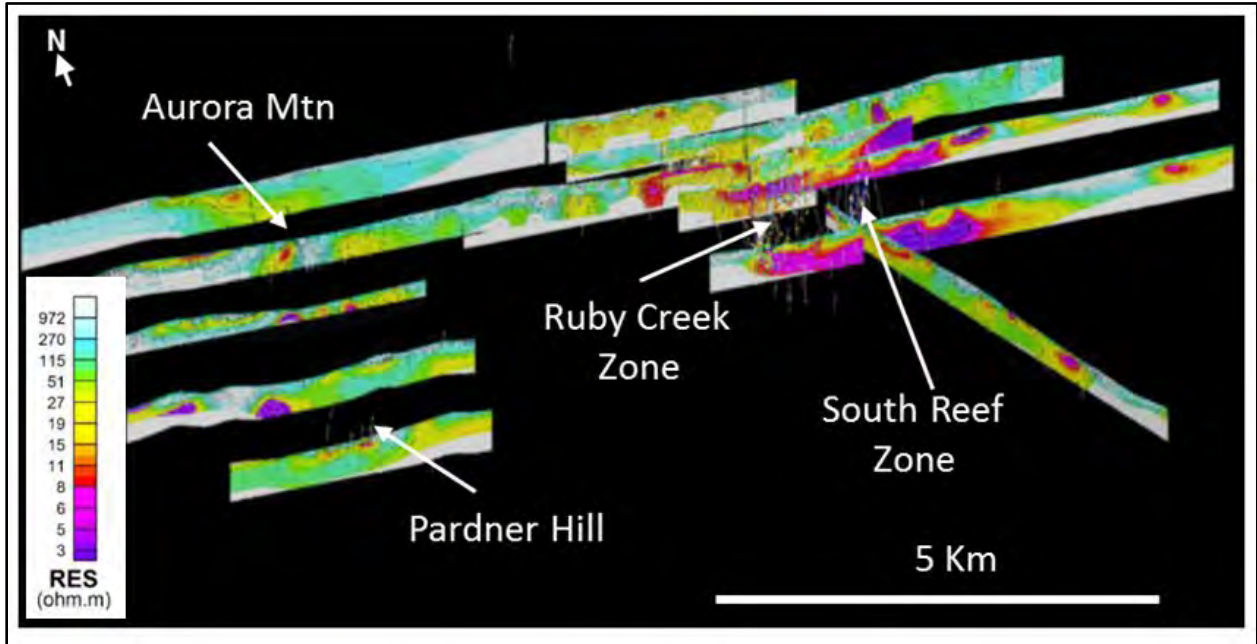 N
Aurora Mtn
Ruby Creek
Zone
South Reef
Zone
Pardner Hill
5 Km
972
270
115
51
27
19
15
11
8
6
5
3
RES
(ohm.m)